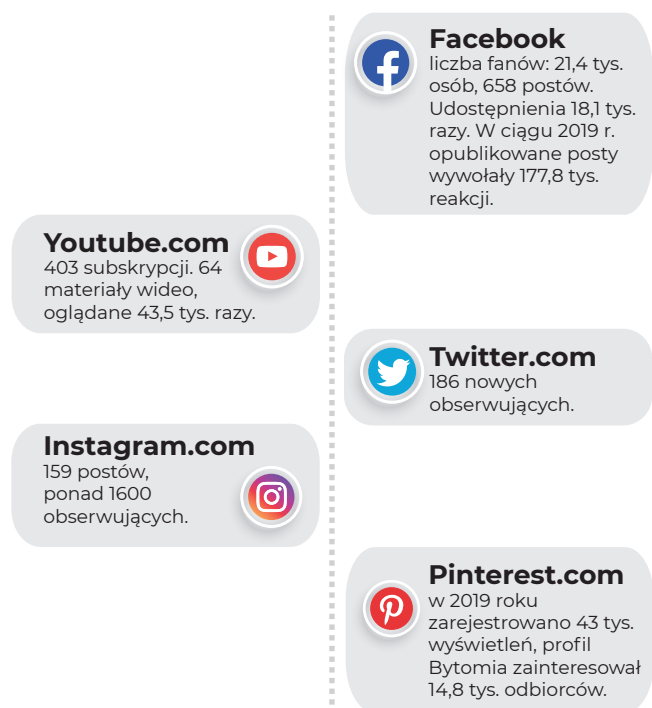 Facebook
liczba fanów: 21,4 tys.
osób, 658 postów.
Udostępnienia 18,1 tys.
razy. W ciągu 2019 r.
opublikowane posty
wywołały 177,8 tys.
reakcji.
Youtube.com
403 subskrypcji. 64
materiały wideo,
oglądane 43,5 tys. razy.
Twitter.com
186 nowych
obserwujących.
Instagram.com
159 postów,
ponad 1600
obserwujących.
Pinterest.com
w 2019 roku
zarejestrowano 43 tys.
wyświetleń, profil
Bytomia zainteresował
14,8 tys. odbiorców.